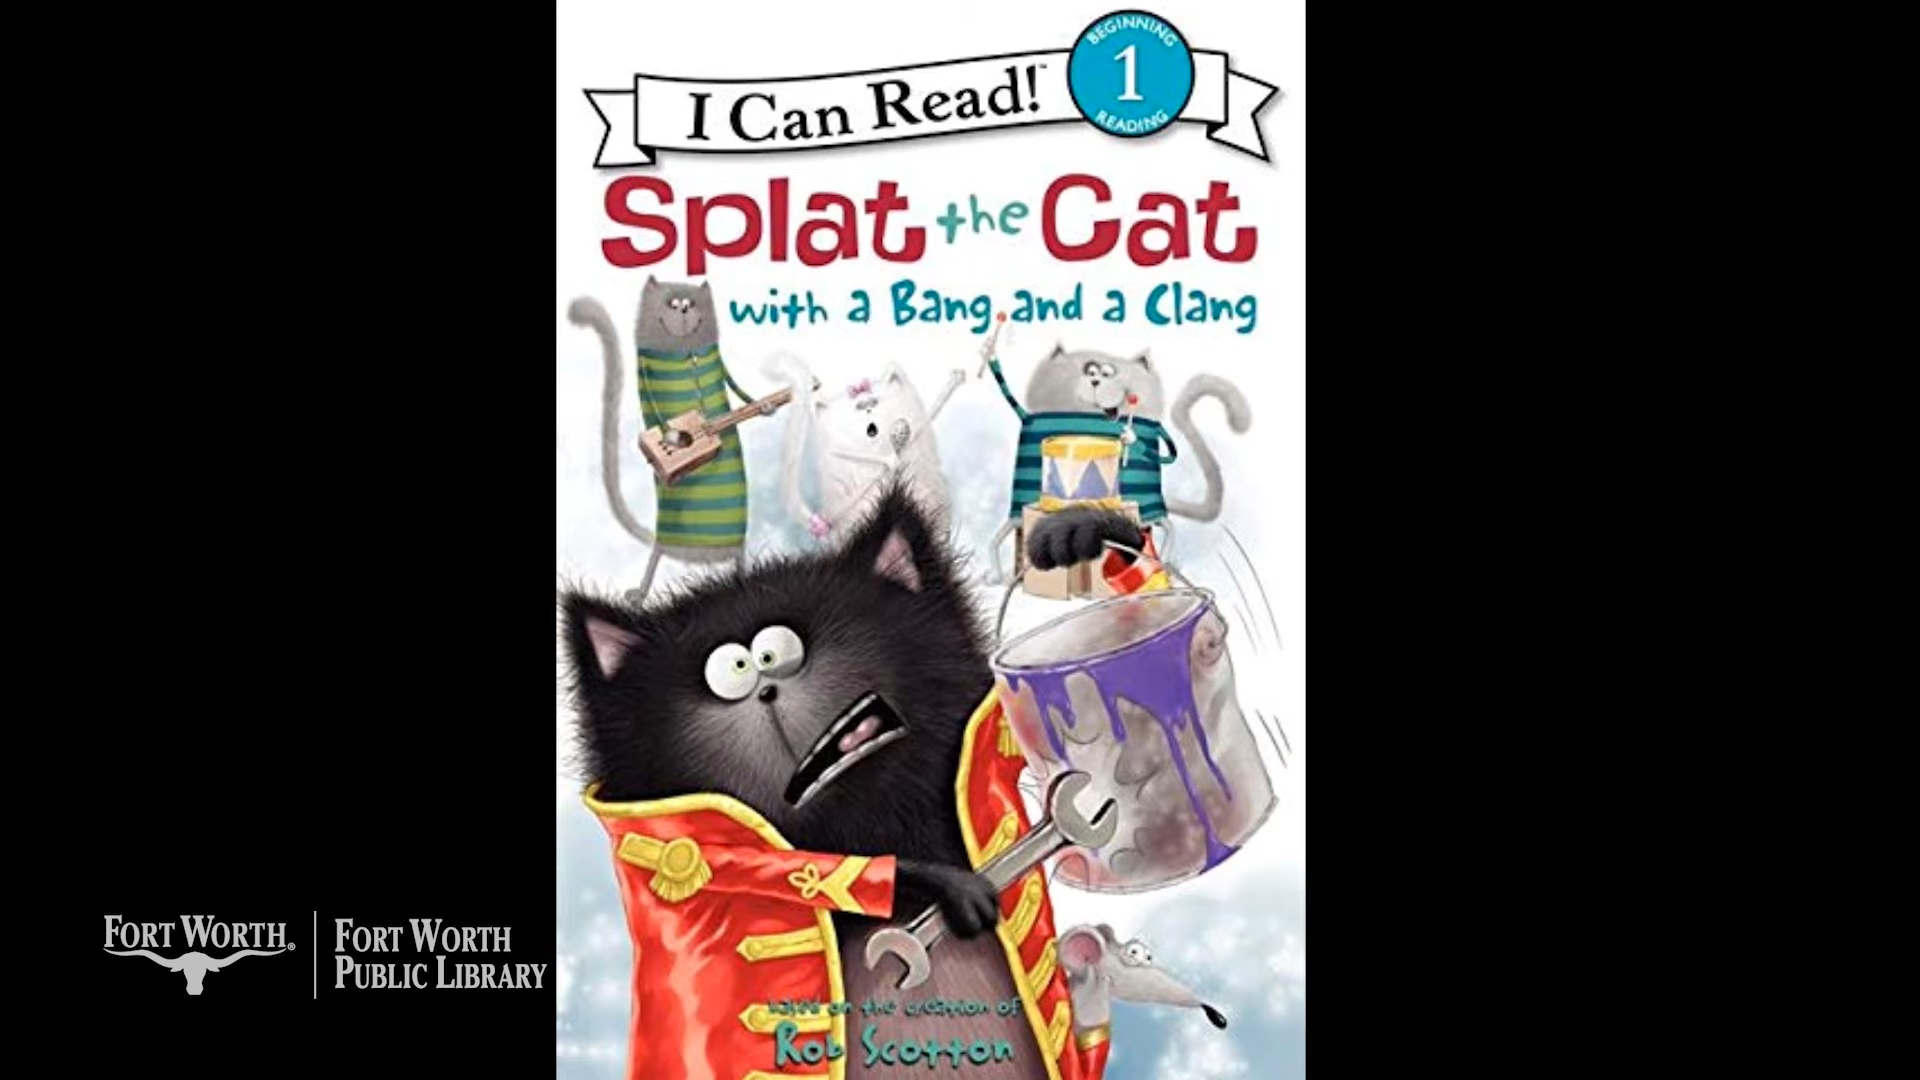 BEGINNING
1
READING
I Can Read!™
Splat the Cat
with a Bang and a Clang
based on the creation of
Rob Scotton
FORT WORTH®
FORT WORTH
PUBLIC LIBRARY